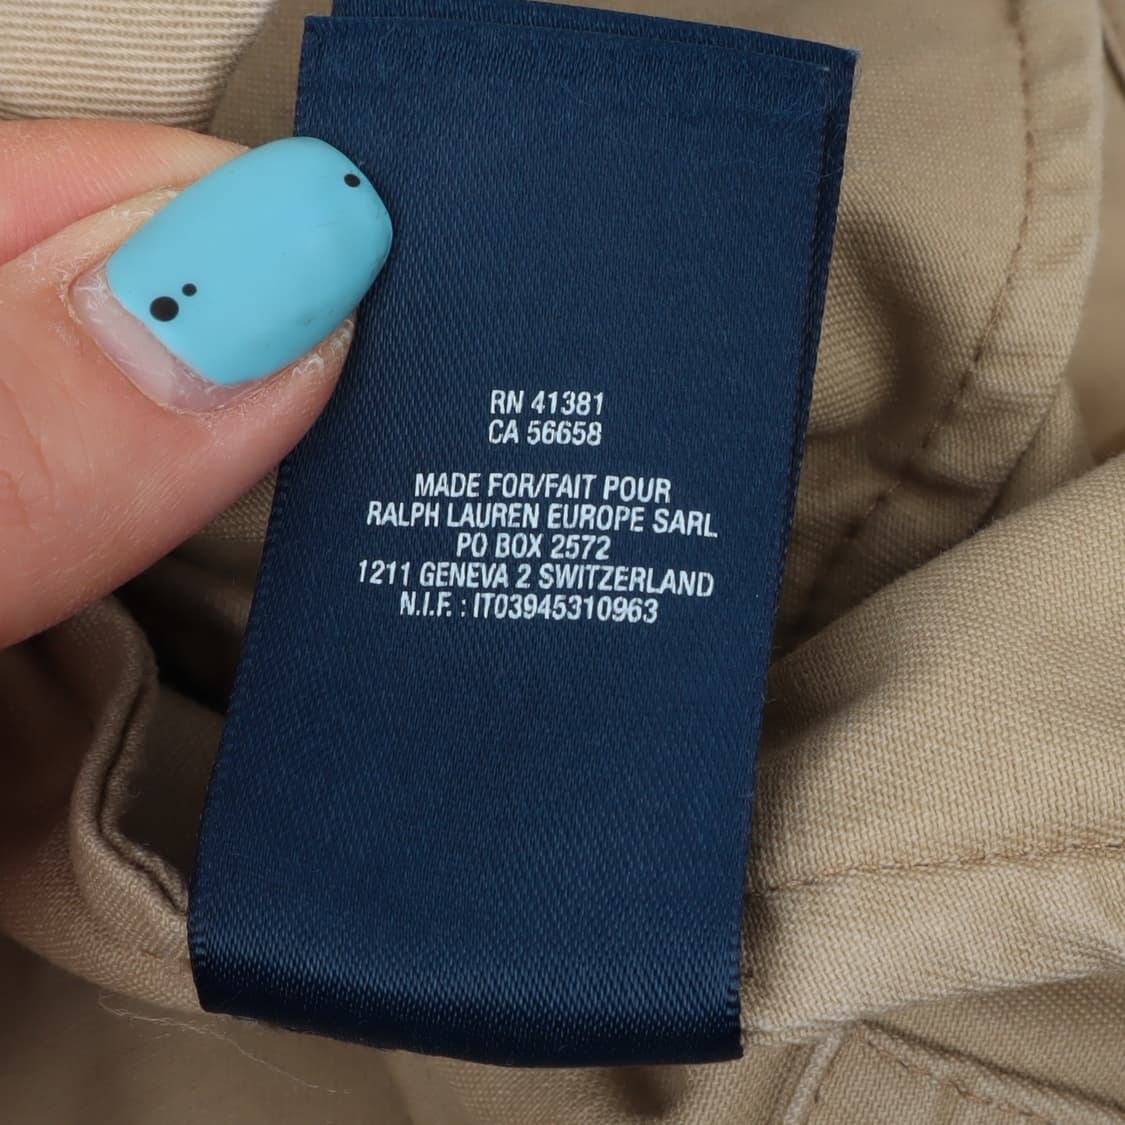 RN 41381
CA 56658
MADE FOR/FAIT POUR
RALPH LAUREN EUROPE SARL
PO BOX 2572
1211 GENEVA 2 SWITZERLAND
N.I.F. : IT03945310963